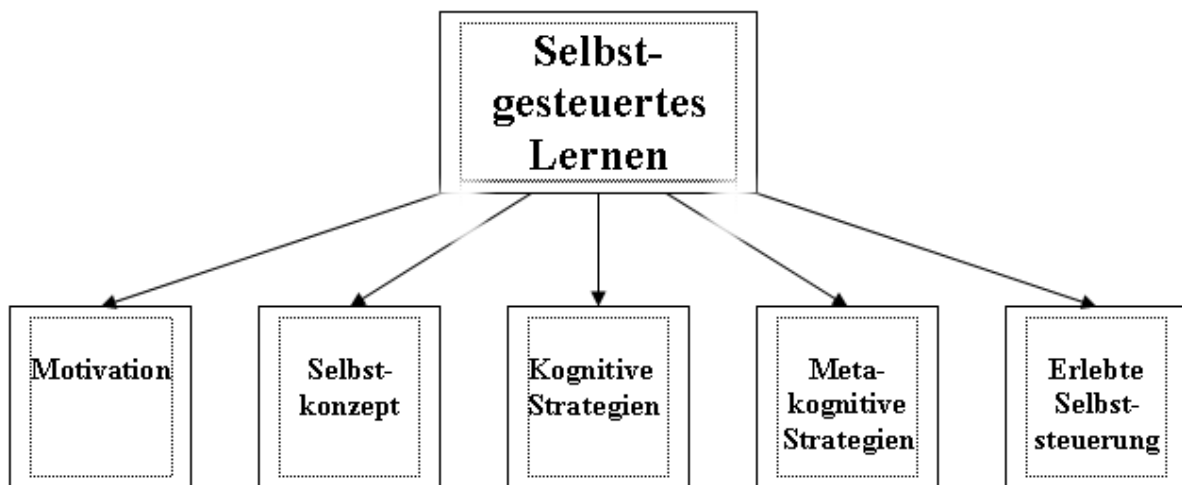 Selbst-
gesteuertes
Lernen
Motivation
Selbst-
konzept
Kognitive
Strategien
Meta-
kognitive
Strategien
Erlebte
Selbst-
steuerung